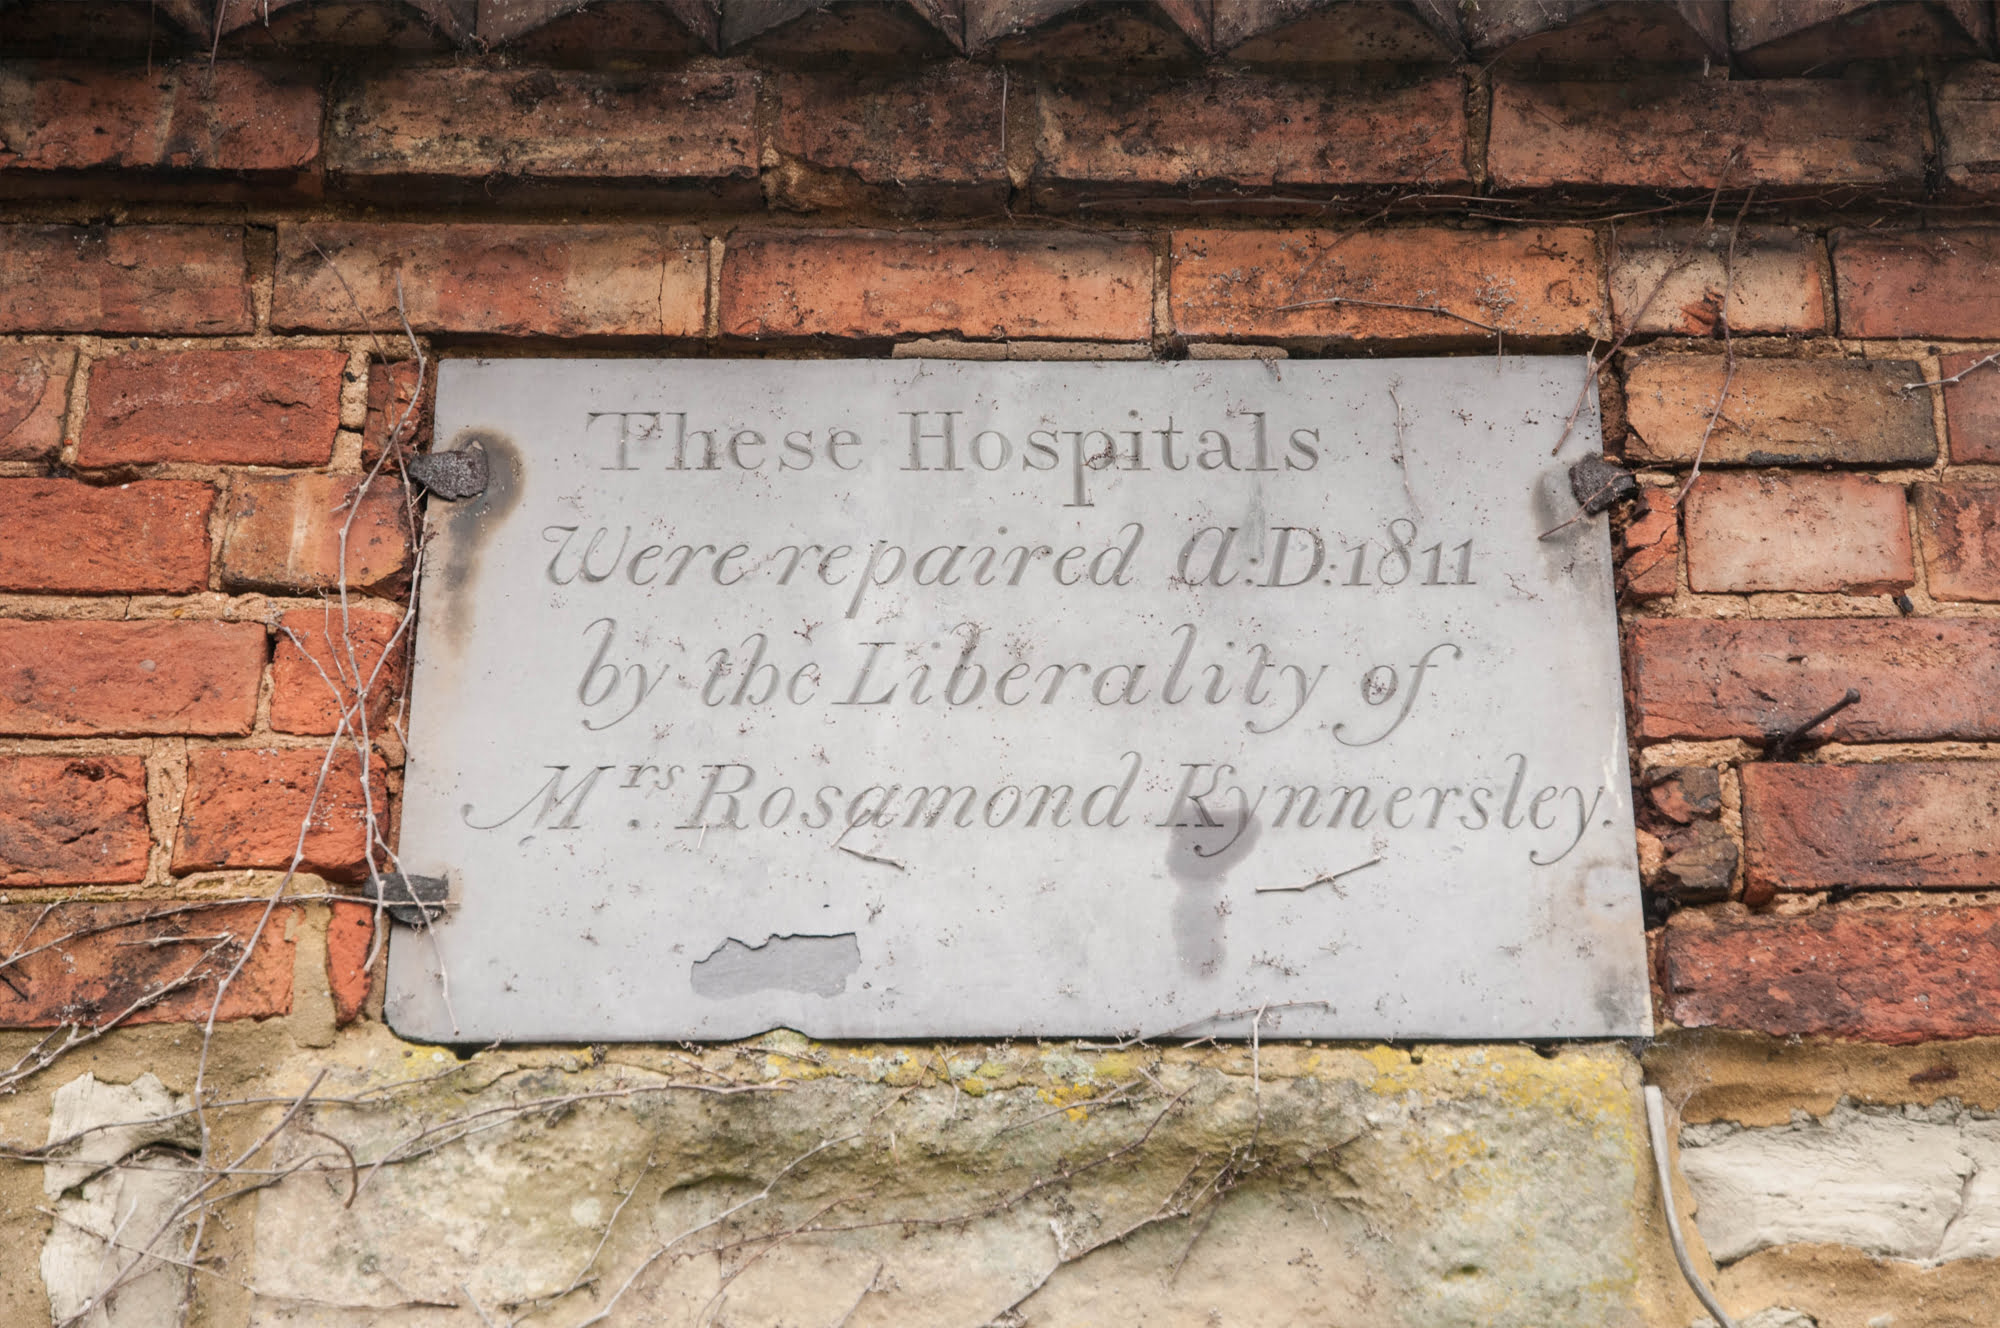 These Hospitals
Were repaired A:D:1811
by the Liberality of
Mrs. Rosamond Kynnersley.